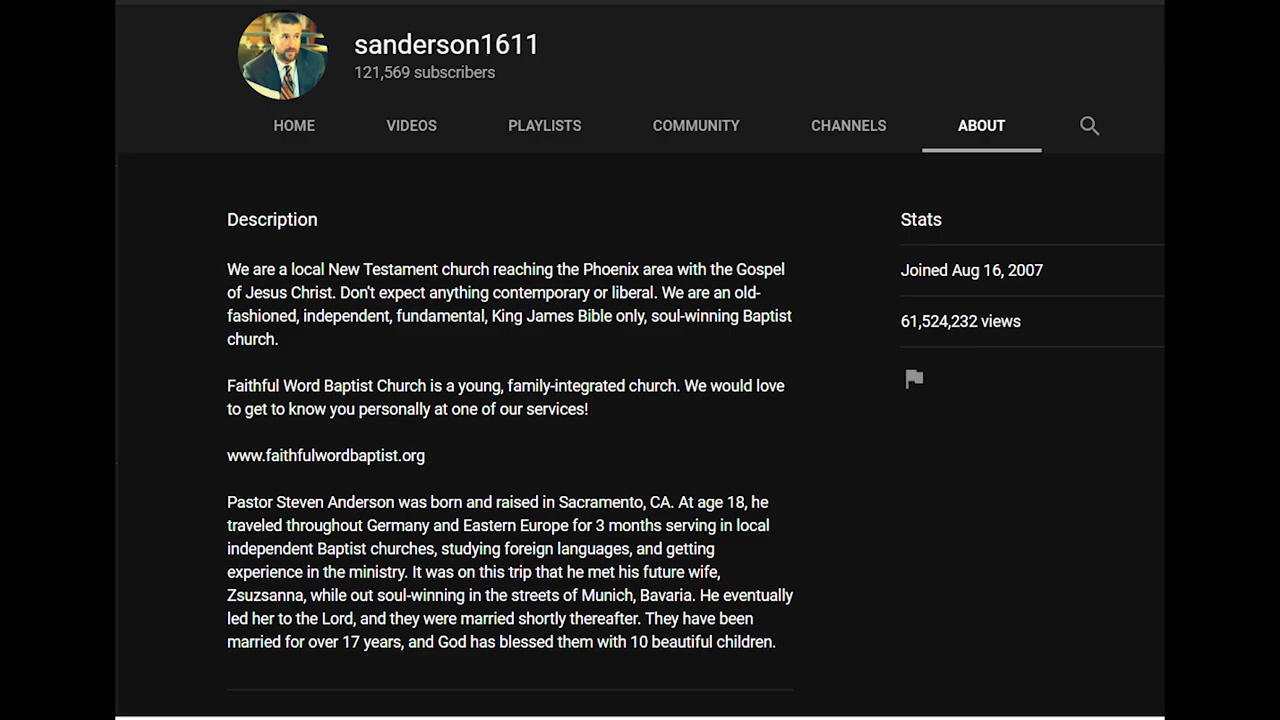 sanderson1611
121,569 subscribers
HOME VIDEOS PLAYLISTS COMMUNITY CHANNELS ABOUT
Description
We are a local New Testament church reaching the Phoenix area with the Gospel
of Jesus Christ. Don't expect anything contemporary or liberal. We are an old-
fashioned, independent, fundamental, King James Bible only, soul-winning Baptist
church.
Faithful Word Baptist Church is a young, family-integrated church. We would love
to get to know you personally at one of our services!
www.faithfulwordbaptist.org
Pastor Steven Anderson was born and raised in Sacramento, CA. At age 18, he
traveled throughout Germany and Eastern Europe for 3 months serving in local
independent Baptist churches, studying foreign languages, and getting
experience in the ministry. It was on this trip that he met his future wife,
Zsuzsanna, while out soul-winning in the streets of Munich, Bavaria. He eventually
led her to the Lord, and they were married shortly thereafter. They have been
married for over 17 years, and God has blessed them with 10 beautiful children.
Stats
Joined Aug 16, 2007
61,524,232 views